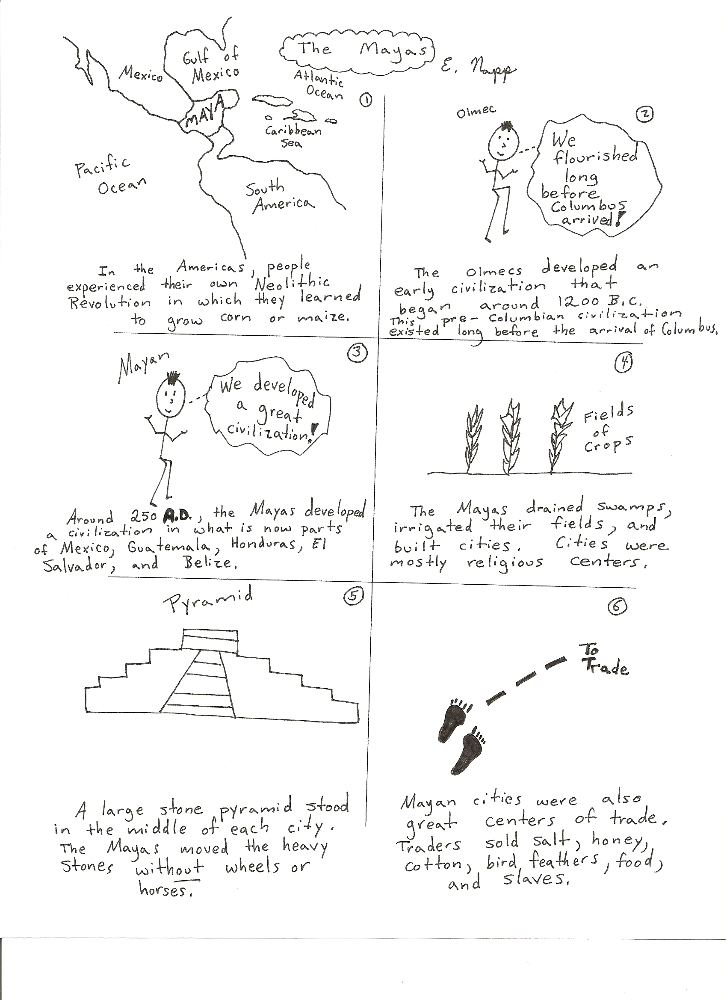 The Mayas
E. Napp
Gulf of
Mexico
Mexico
Atlantic
Ocean
①
MAYA
Caribbean
Sea
Pacific
Ocean
South
America
In the Americas, people
experienced their own Neolithic
Revolution in which they learned
to grow corn or maize.
②
Olmec
We
flourished
long
before
Columbus
arrived!
The Olmecs developed an
early civilization that
began around 1200 B.C.
This pre-Columbian civilization
existed long before the arrival of Columbus.
③
Mayan
We developed
a great
civilization!
Around 250 A.D., the Mayas developed
a civilization in what is now parts
of Mexico, Guatemala, Honduras, El
Salvador, and Belize.
④
Fields
of
Crops
The Mayas drained swamps,
irrigated their fields, and
built cities. Cities were
mostly religious centers.
⑤
Pyramid
A large stone pyramid stood
in the middle of each city.
The Mayas moved the heavy
stones without wheels or
horses.
⑥
To
Trade
Mayan cities were also
great centers of trade.
Traders sold salt, honey,
cotton, bird feathers, food,
and slaves.